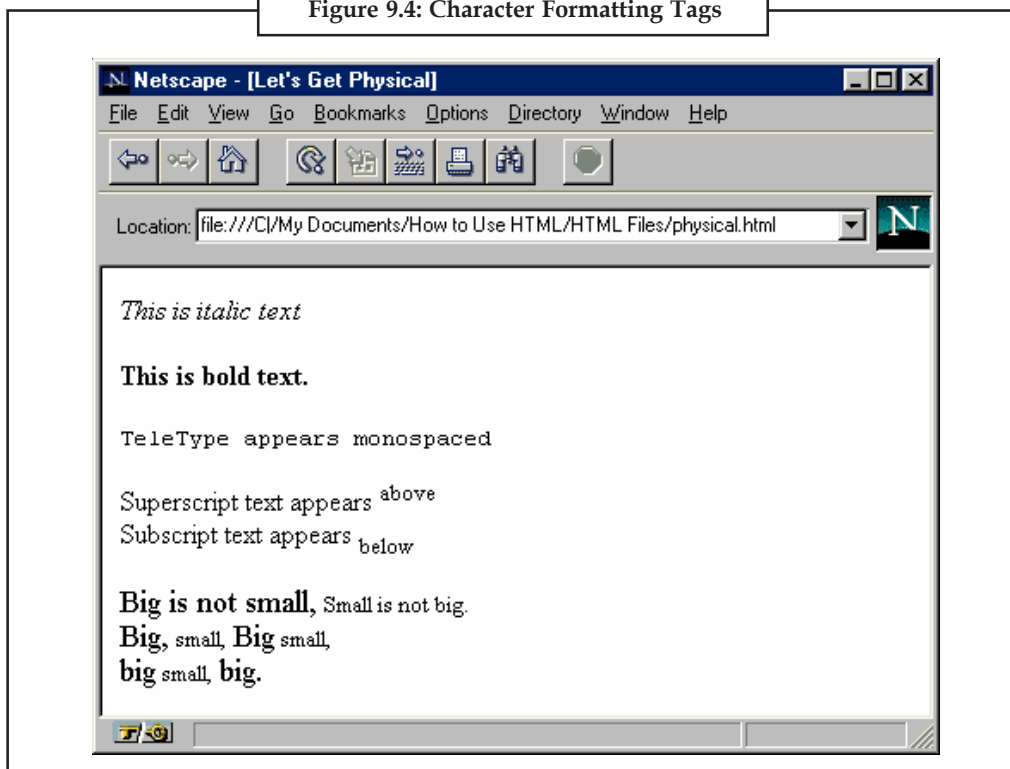 Figure 9.4: Character Formatting Tags
Netscape - [Let's Get Physical]
File Edit View Go Bookmarks Options Directory Window Help
Location: file:///C|/My Documents/How to Use HTML/HTML Files/physical.html
N
This is italic text
This is bold text.
TeleType appears monospaced
Superscript text appears above
Subscript text appears below
Big is not small, Small is not big.
Big, small, Big small,
big small, big.